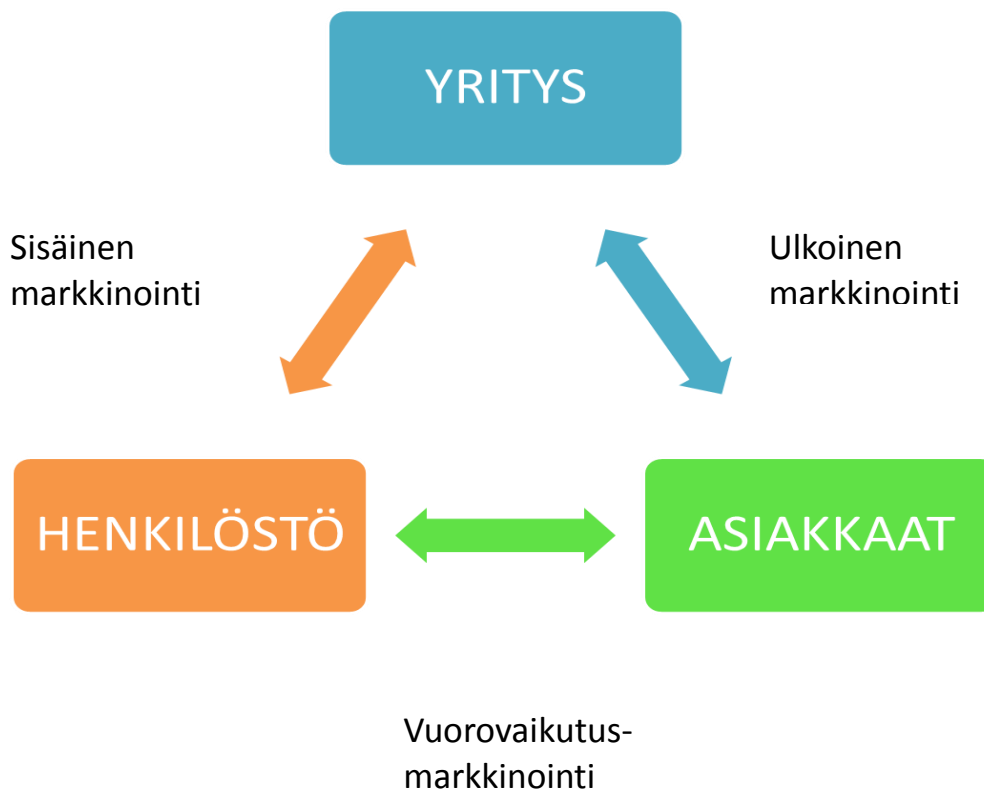 YRITYS
Sisäinen
markkinointi
Ulkoinen
markkinointi
HENKILÖSTÖ
ASIAKKAAT
Vuorovaikutus-
markkinointi